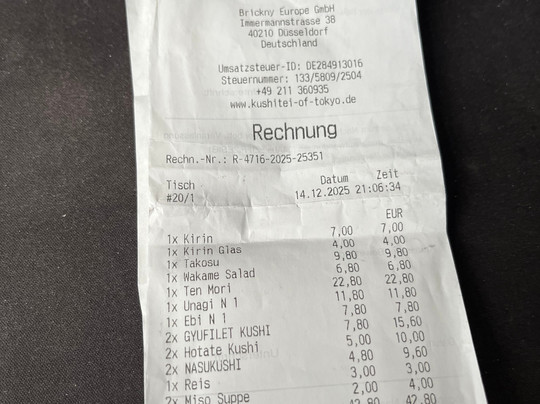 Brickny Europe GmbH
Immermannstrasse 38
40210 Düsseldorf
Deutschland
Umsatzsteuer-ID: DE284913016
Steuernummer: 133/5809/2504
+49 211 360935
www.kushitei-of-tokyo.de
Rechnung
Rechn.-Nr.: R-4716-2025-25351
Tisch Datum Zeit
#20/1 14.12.2025 21:06:34
EUR
1x Kirin 7,00 7,00
1x Kirin Glas 4,00 4,00
1x Takosu 9,80 9,80
1x Wakame Salad 6,80 6,80
1x Ten Mori 22,80 22,80
1x Unagi N 1 11,80 11,80
1x Ebi N 1 7,80 7,80
2x GYUFILET KUSHI 7,80 15,60
2x Hotate Kushi 5,00 10,00
2x NASUKUSHI 4,80 9,60
1x Reis 3,00 3,00
2x Miso Suppe 2,00 4,00
42,80 42,80